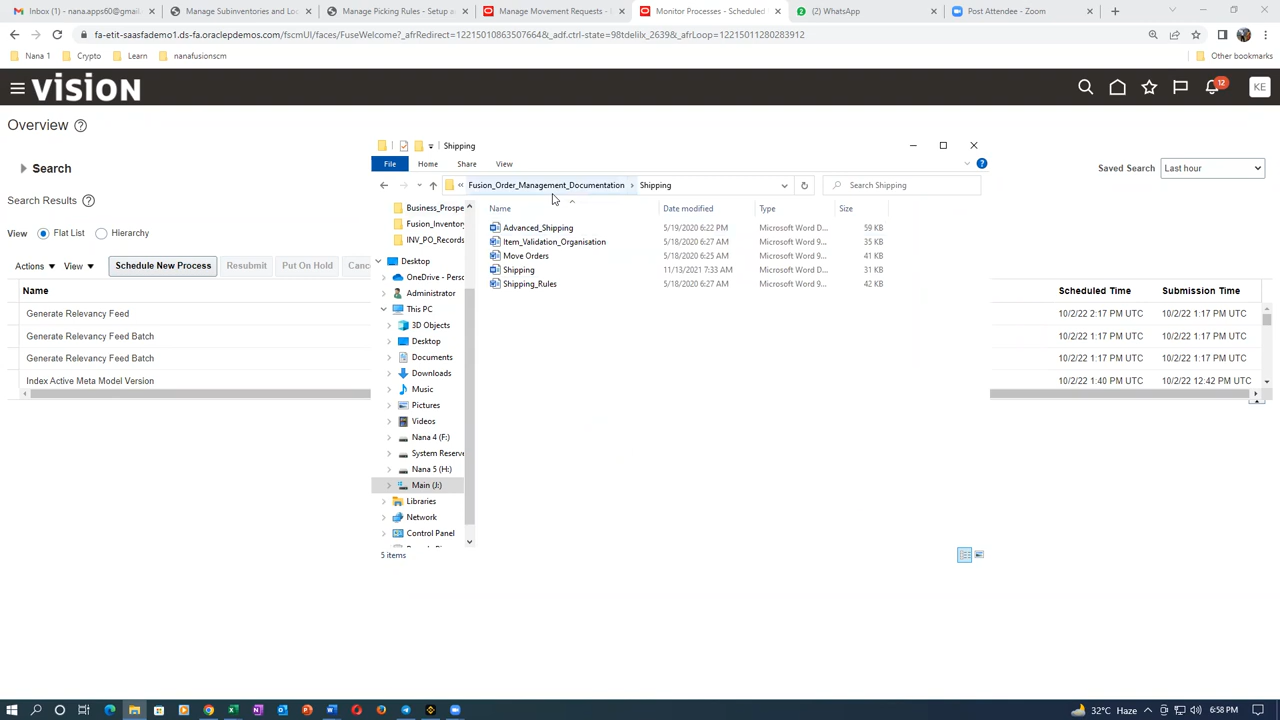 Inbox (1) - nana.apps60@gmail.
Manage Subinventories and Loc
Manage Picking Rules - Setup a
Manage Movement Requests -
Monitor Processes - Scheduled
(2) WhatsApp
Post Attendee - Zoom
fa-etit-saasfademo1.ds-fa.oraclepdemos.com/fscmUI/faces/FuseWelcome?_afrRedirect=122150108635076664&_adf.ctrl-state=98tdelilx_2639&_afrLoop=12215011280283912
Nana 1
Crypto
Learn
nanafusionscm
Other bookmarks
VISION
12
KE
Overview
Search
Saved Search
Last hour
Search Results
View
Flat List
Hierarchy
Actions
View
Schedule New Process
Resubmit
Put On Hold
Canc
Name
Scheduled Time
Submission Time
Generate Relevancy Feed
10/2/22 2:17 PM UTC
10/2/22 1:17 PM UTC
Generate Relevancy Feed Batch
10/2/22 1:17 PM UTC
10/2/22 1:17 PM UTC
Generate Relevancy Feed Batch
10/2/22 1:17 PM UTC
10/2/22 1:17 PM UTC
Index Active Meta Model Version
10/2/22 1:40 PM UTC
10/2/22 12:42 PM UTC
Shipping
File
Home
Share
View
Fusion_Order_Management_Documentation
Shipping
Search Shipping
Business_Prospe
Fusion_Inventory
INV_PO_Records
Desktop
OneDrive - Perso
Administrator
This PC
3D Objects
Desktop
Documents
Downloads
Music
Pictures
Videos
Nana 4 (F:)
System Reserve
Nana 5 (H:)
Main (J:)
Libraries
Network
Control Panel
Name
Date modified
Type
Size
Advanced_Shipping
5/19/2020 6:22 PM
Microsoft Word D...
59 KB
Item_Validation_Organisation
5/18/2020 6:27 AM
Microsoft Word 9...
35 KB
Move Orders
5/18/2020 6:25 AM
Microsoft Word 9...
41 KB
Shipping
11/13/2021 7:33 AM
Microsoft Word D...
31 KB
Shipping_Rules
5/18/2020 6:27 AM
Microsoft Word 9...
42 KB
5 items
32°C Haze
6:58 PM